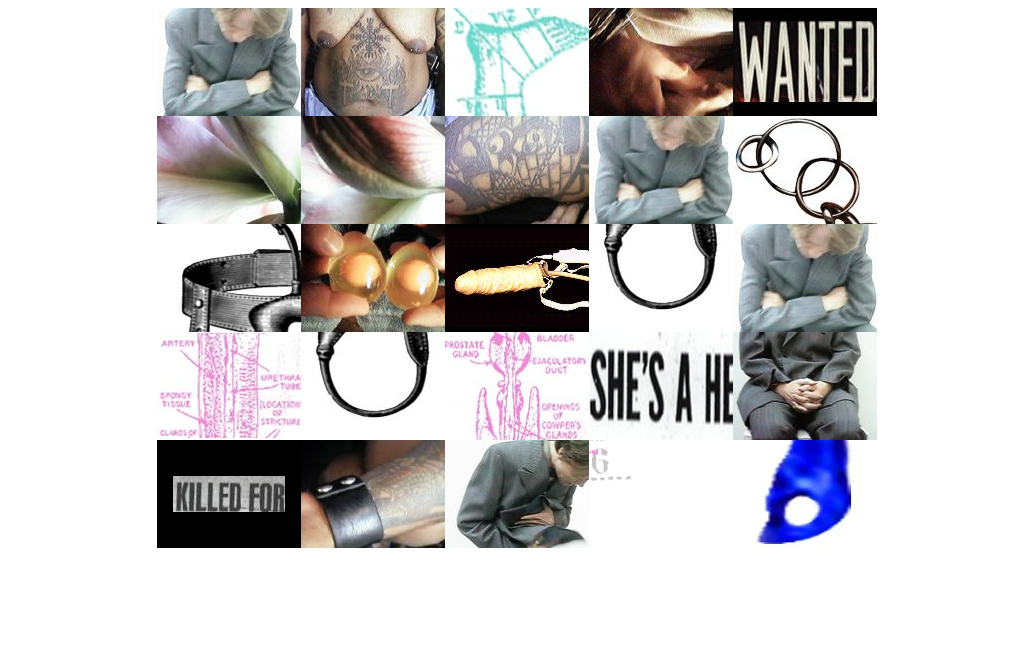 WANTED
ARTERY
URETHRA
TUBE
SPONGY
TISSUE
(LOCATION
OF
STRICTURE
GLANDS OF
PROSTATE
GLAND
BLADDER
EJACULATORY
DUCT
OPENINGS
OF
COWPER'S
GLANDS
SHE'S A HE
KILLED FOR
G